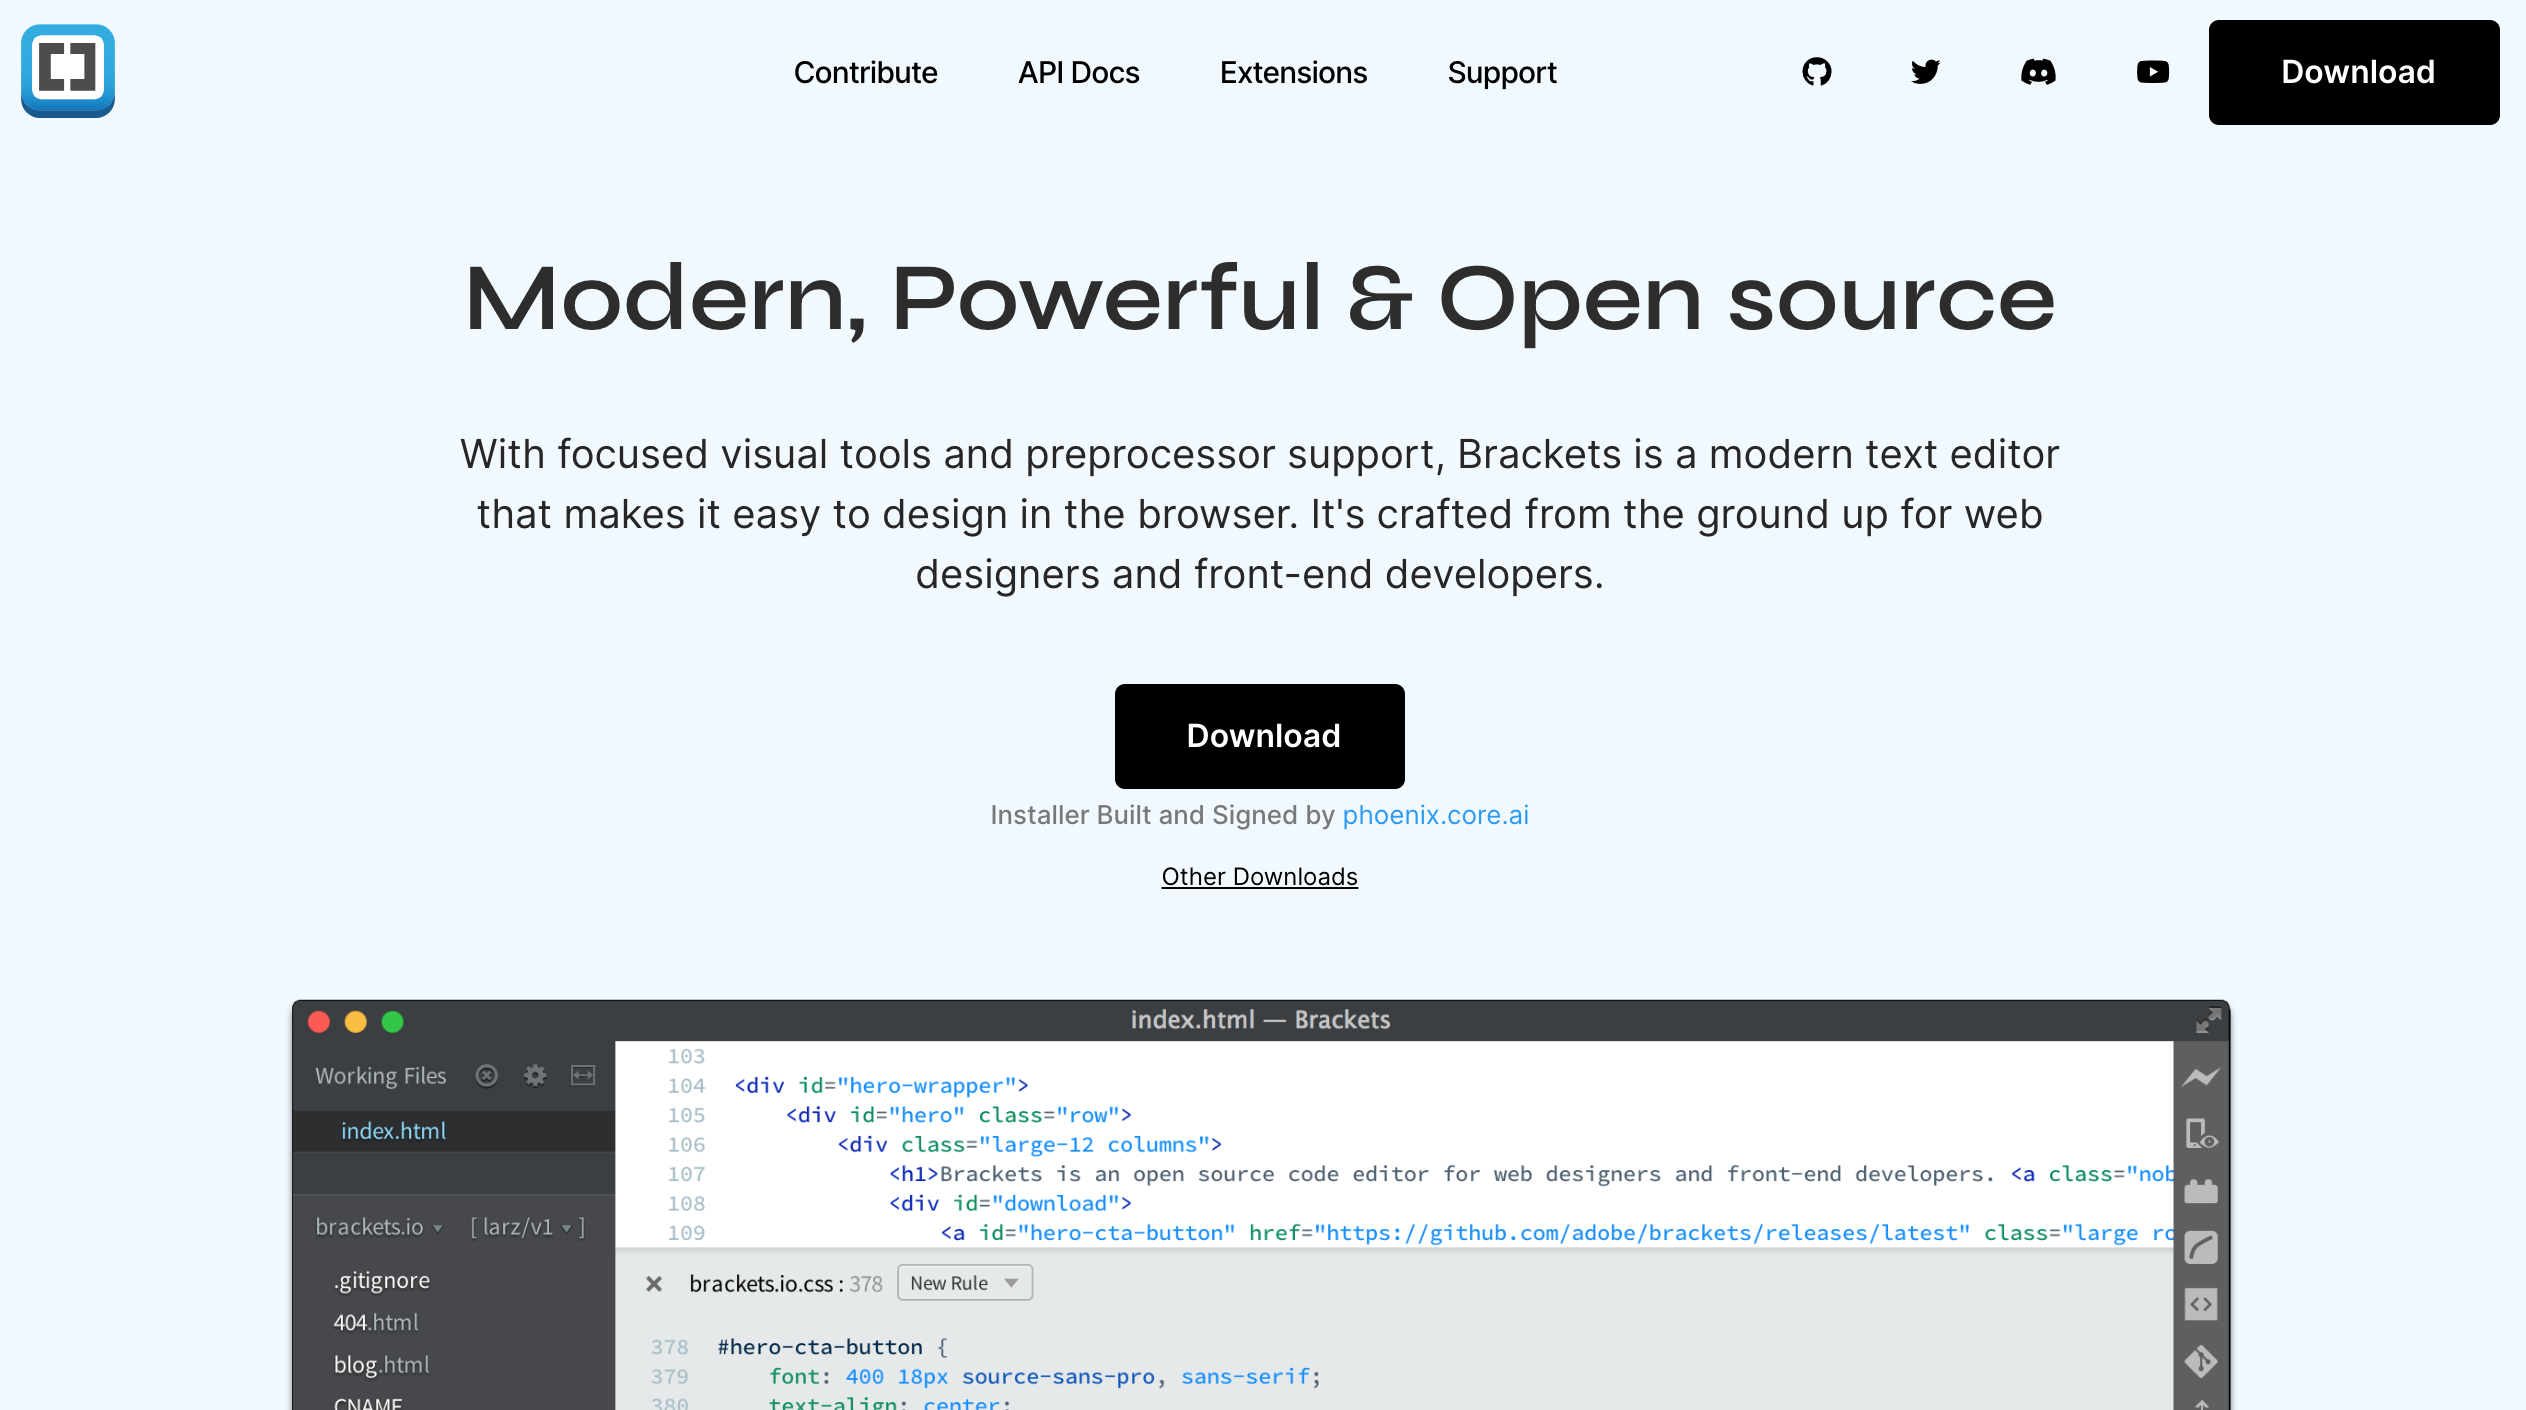 Contribute API Docs Extensions Support Download
Modern, Powerful & Open source
With focused visual tools and preprocessor support, Brackets is a modern text editor
that makes it easy to design in the browser. It's crafted from the ground up for web
designers and front-end developers.
Download
Installer Built and Signed by phoenix.core.ai
Other Downloads
index.html — Brackets
Working Files
index.html
brackets.io [ larz/v1 ]
.gitignore
404.html
blog.html
CNAME
103
104 <div id="hero-wrapper">
105 <div id="hero" class="row">
106 <div class="large-12 columns">
107 <h1>Brackets is an open source code editor for web designers and front-end developers. <a class="nob
108 <div id="download">
109 <a id="hero-cta-button" href="https://github.com/adobe/brackets/releases/latest" class="large ro
brackets.io.css : 378 New Rule
378 #hero-cta-button {
379 font: 400 18px source-sans-pro, sans-serif;
380 text-align: center;